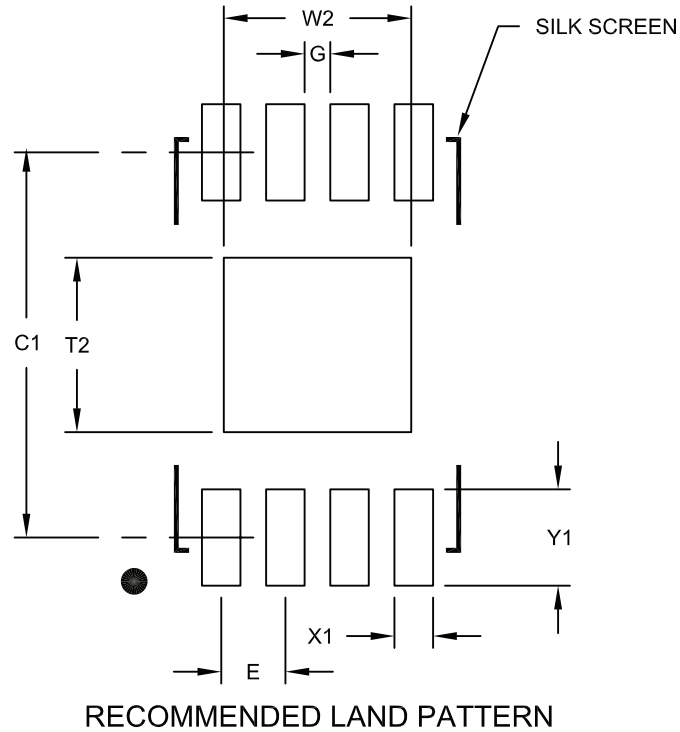 W2
SILK SCREEN
G
C1
T2
Y1
X1
E
RECOMMENDED LAND PATTERN